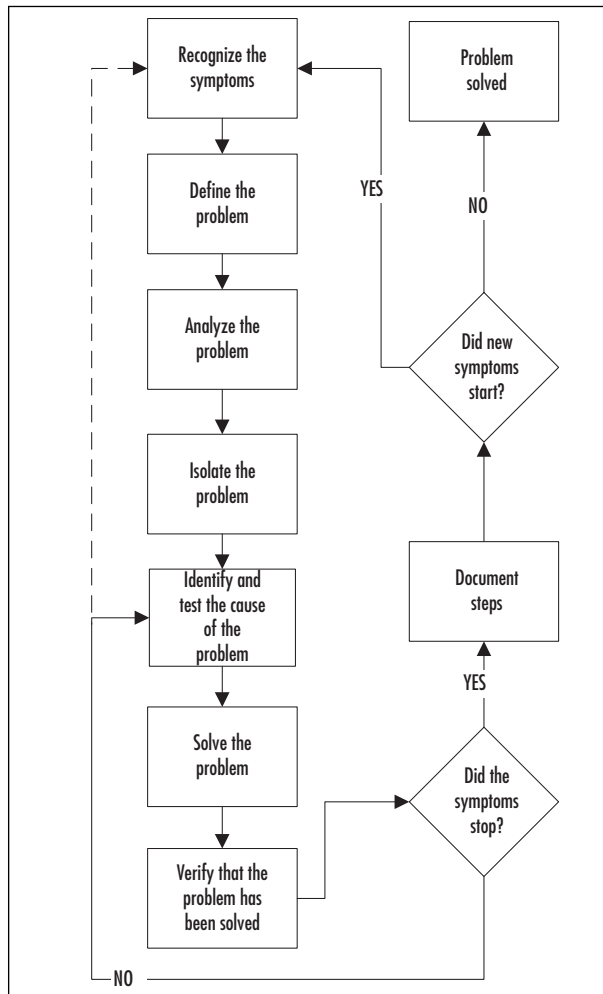 Recognize the
symptoms
Define the
problem
Analyze the
problem
Isolate the
problem
Identify and
test the cause
of the
problem
Solve the
problem
Verify that the
problem has
been solved
NO
Did the
symptoms
stop?
YES
Document
steps
Did new
symptoms
start?
YES
NO
Problem
solved